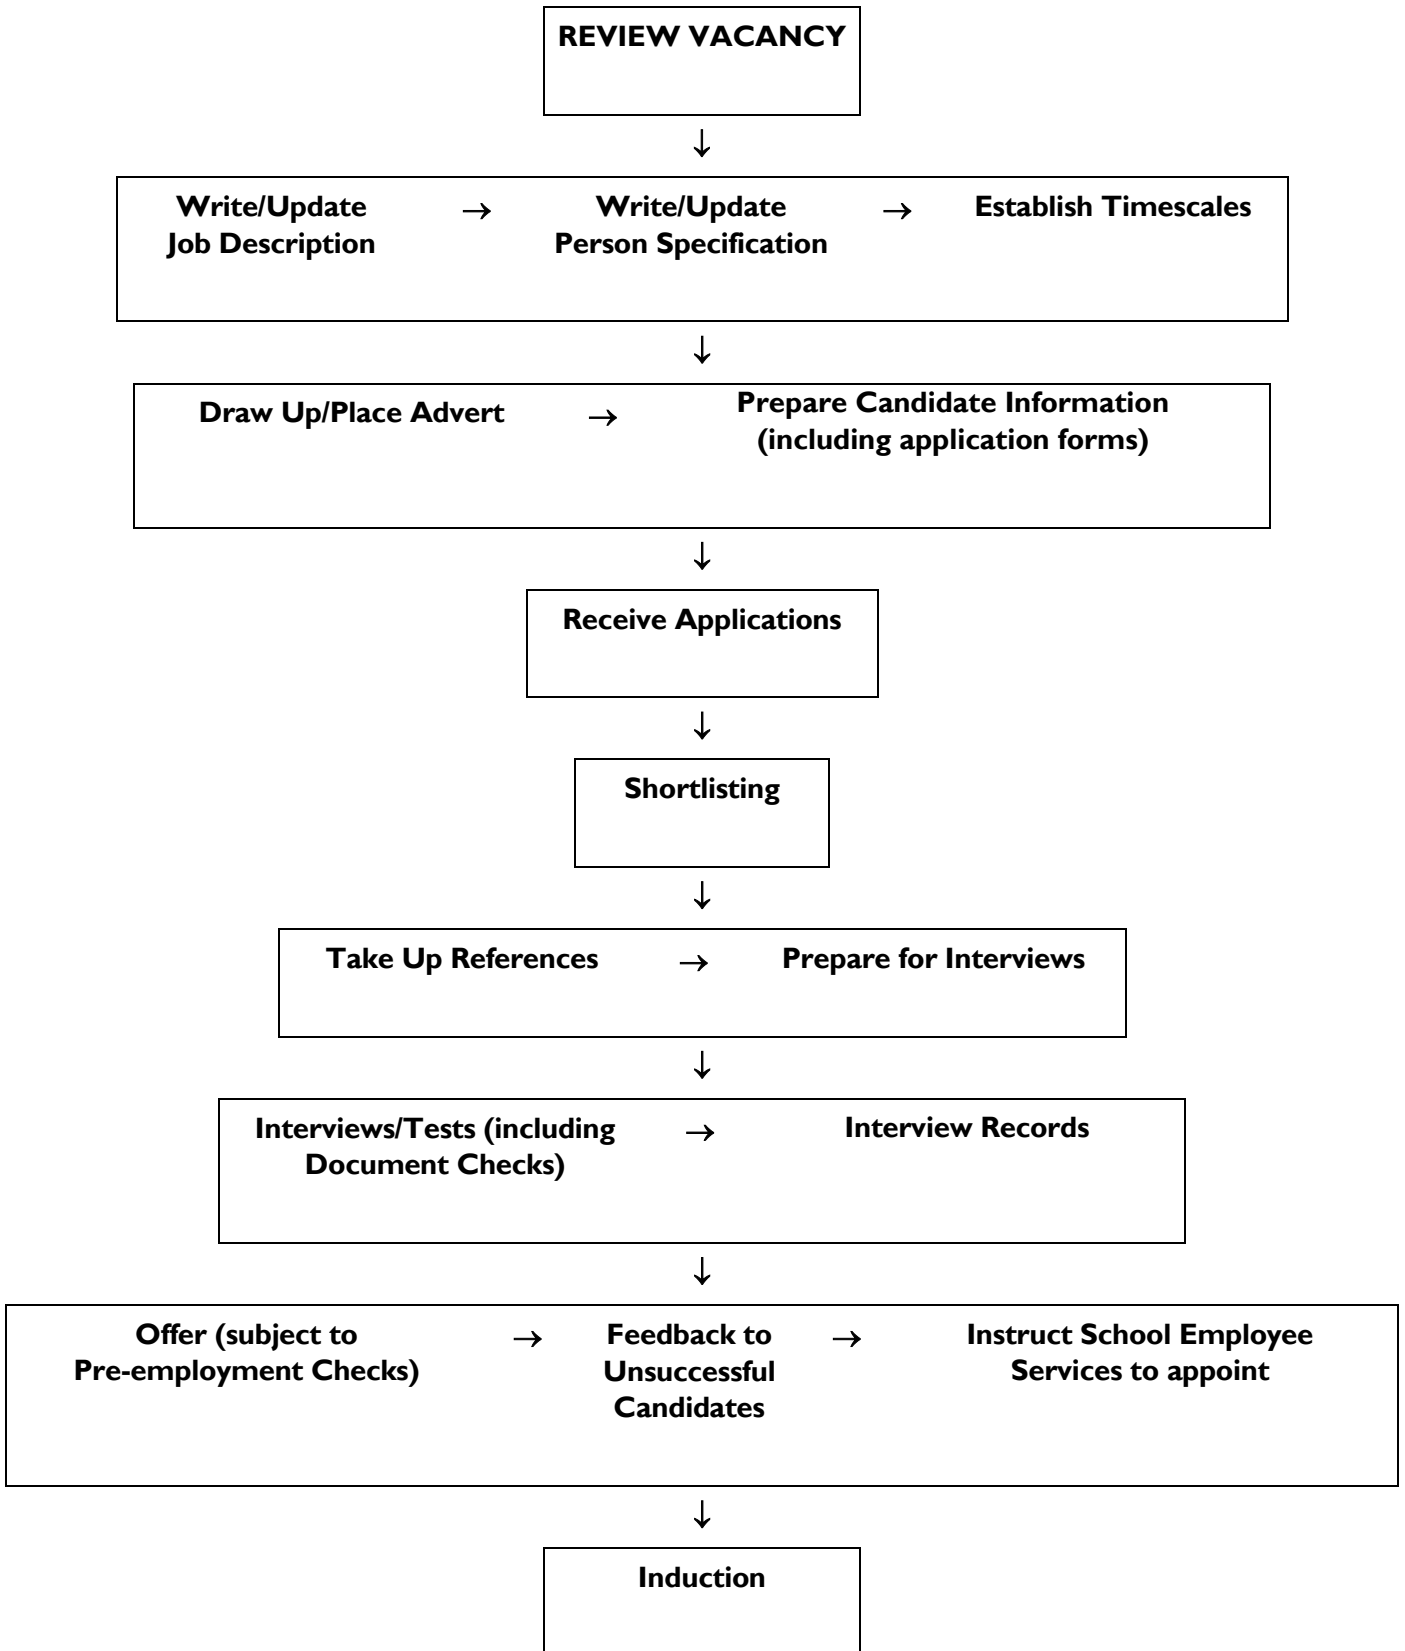 REVIEW VACANCY
↓
Write/Update → Write/Update → Establish Timescales
Job Description Person Specification
↓
Draw Up/Place Advert → Prepare Candidate Information
(including application forms)
↓
Receive Applications
↓
Shortlisting
↓
Take Up References → Prepare for Interviews
↓
Interviews/Tests (including → Interview Records
Document Checks)
↓
Offer (subject to → Feedback to → Instruct School Employee
Pre-employment Checks) Unsuccessful Services to appoint
Candidates
↓
Induction